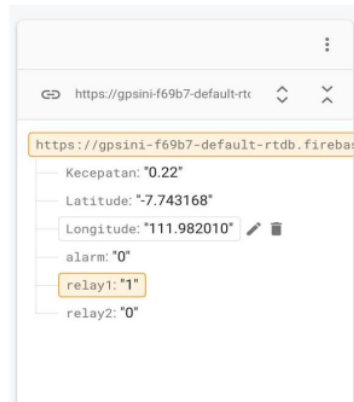 https://gpsini-f69b7-default-rtc
https://gpsini-f69b7-default-rtdb.firebas
Kecepatan: "0.22"
Latitude: "-7.743168"
Longitude: "111.982010"
alarm: "0"
relay1: "1"
relay2: "0"